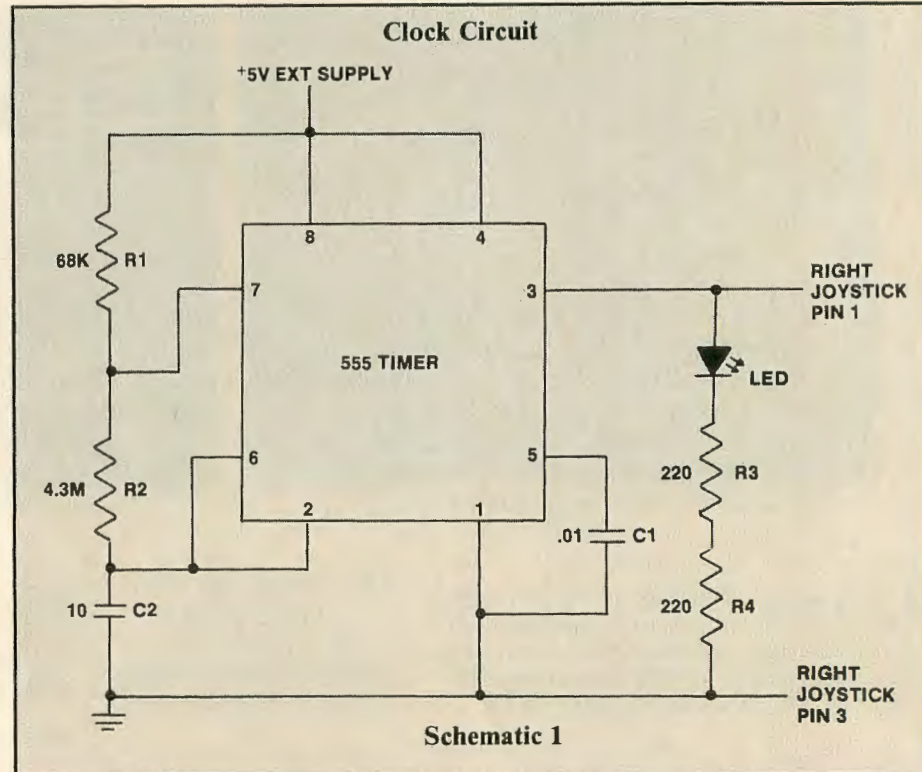 Clock Circuit
+5V EXT SUPPLY
8
4
68K
R1
7
3
RIGHT
JOYSTICK
PIN 1
555 TIMER
LED
6
5
220
R3
4.3M
R2
2
1
.01
C1
10
C2
220
R4
RIGHT
JOYSTICK
PIN 3
Schematic 1